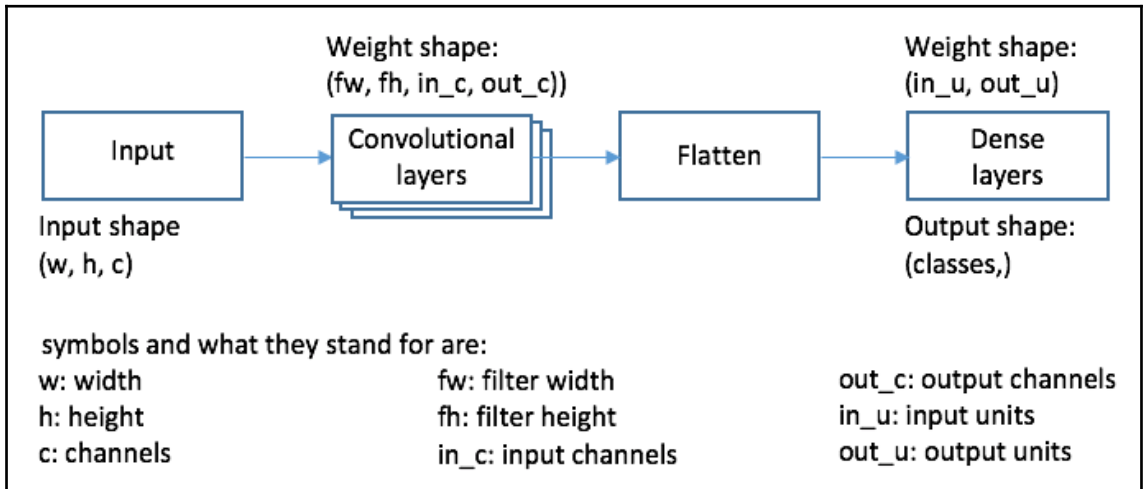 Weight shape:
(fw, fh, in_c, out_c))
Weight shape:
(in_u, out_u)
Input
Convolutional
layers
Flatten
Dense
layers
Input shape
(w, h, c)
Output shape:
(classes,)
symbols and what they stand for are:
w: width
h: height
c: channels
fw: filter width
fh: filter height
in_c: input channels
out_c: output channels
in_u: input units
out_u: output units